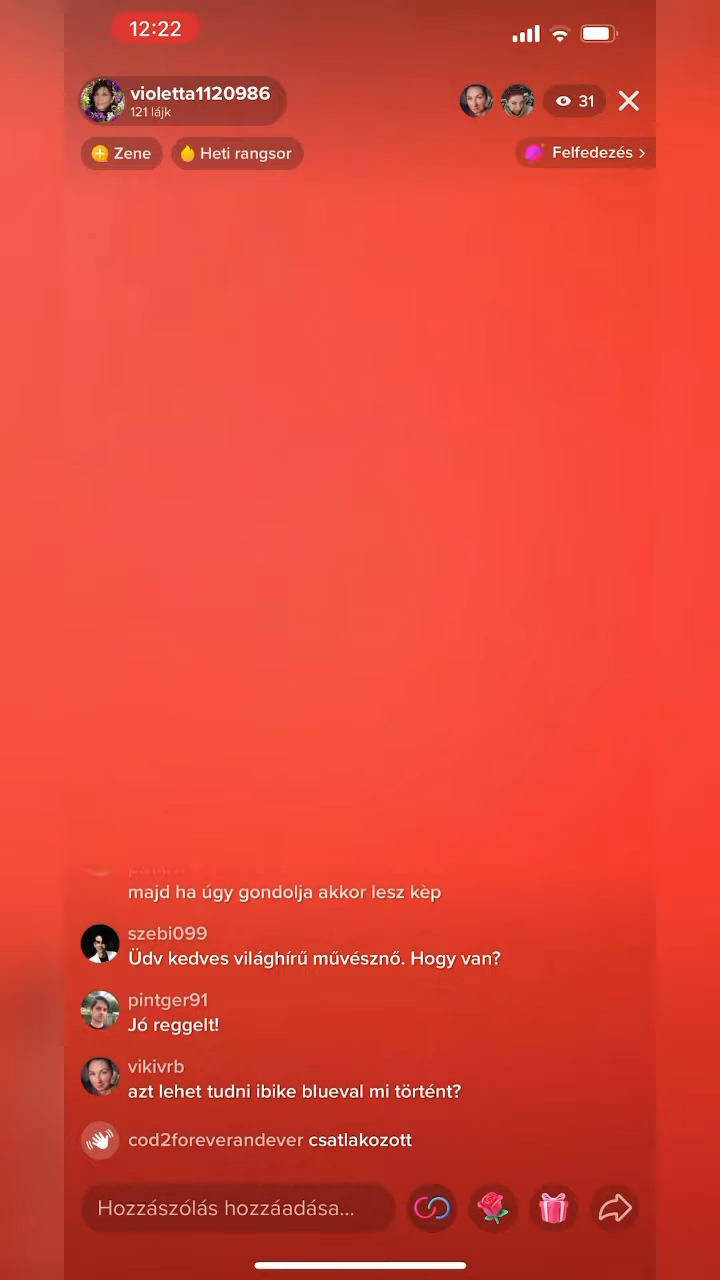 12:22
violetta1120986
121 lájk
31
Zene
Heti rangsor
Felfedezés
majd ha úgy gondolja akkor lesz kèp
szebi099
Üdv kedves világhírű művésznő. Hogy van?
pintger91
Jó reggelt!
vikivrb
azt lehet tudni ibike blueval mi történt?
cod2foreverandever csatlakozott
Hozzászólás hozzáadása...